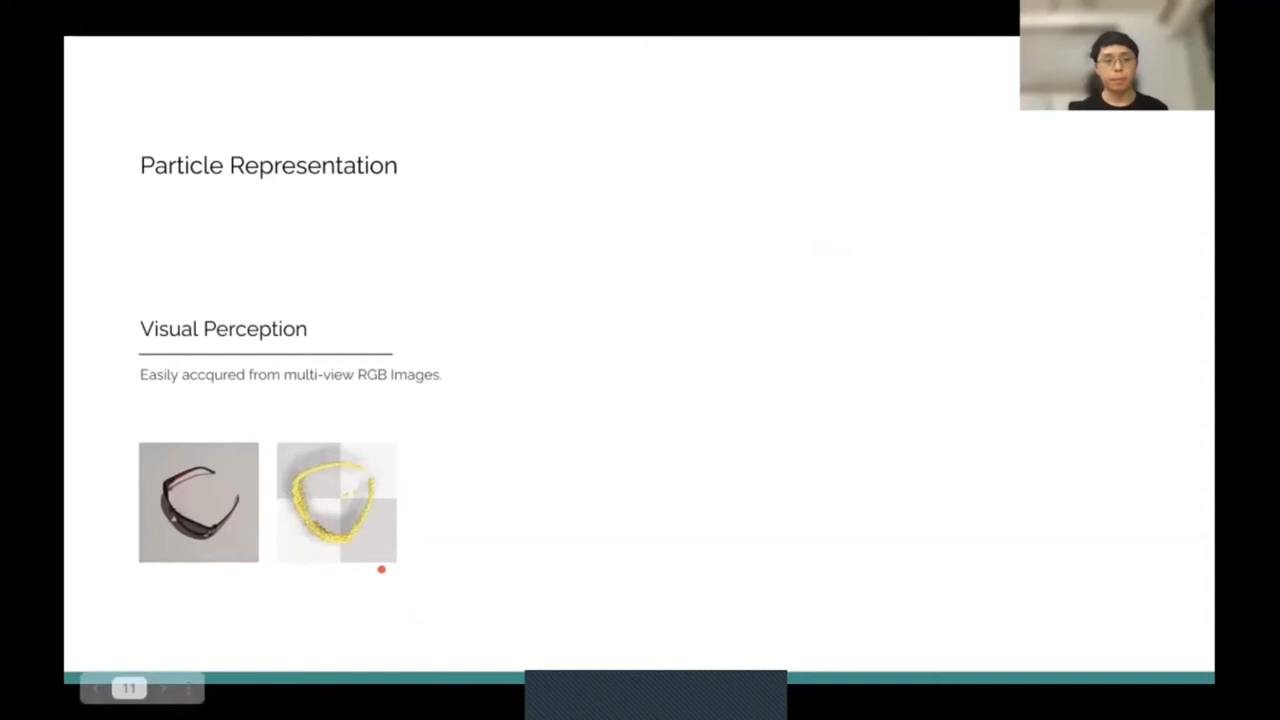 Particle Representation
Visual Perception
Easily accqured from multi-view RGB Images.
11